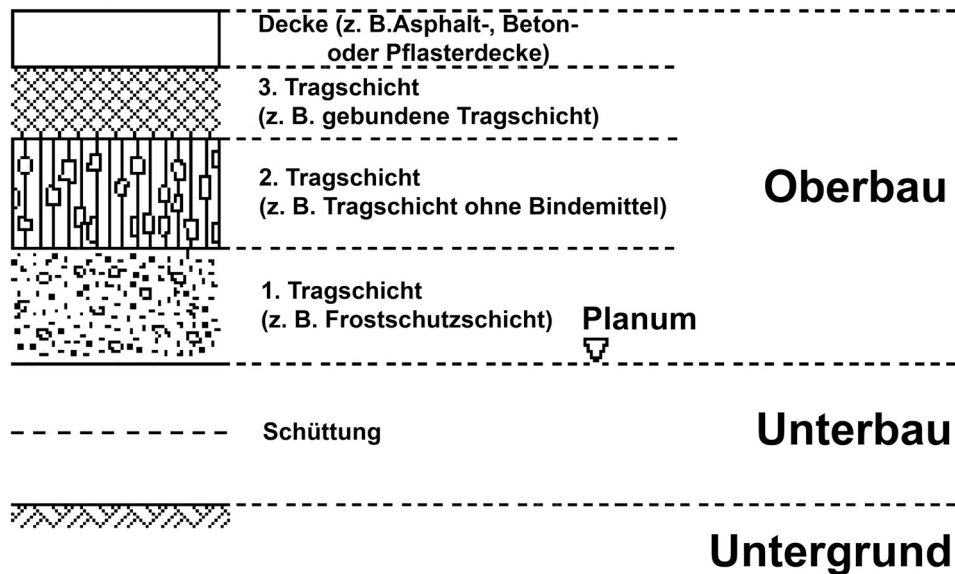 Decke (z. B.Asphalt-, Beton-
oder Pflasterdecke)
3. Tragschicht
(z. B. gebundene Tragschicht)
2. Tragschicht
(z. B. Tragschicht ohne Bindemittel)
Oberbau
1. Tragschicht
(z. B. Frostschutzschicht)
Planum
Schüttung
Unterbau
Untergrund